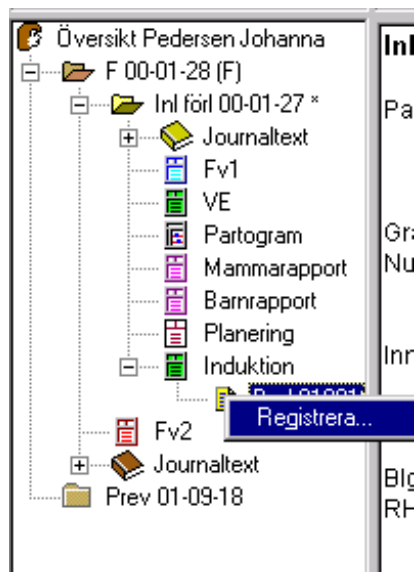 Översikt Pedersen Johanna
F 00-01-28 (F)
Inl förl 00-01-27 *
Journaltext
Fv1
VE
Partogram
Mammarapport
Barnrapport
Planering
Induktion
Registrera...
Fv2
Journaltext
Prev 01-09-18
Inl
Pa
Gra
Nu
Inr
Blg
RH